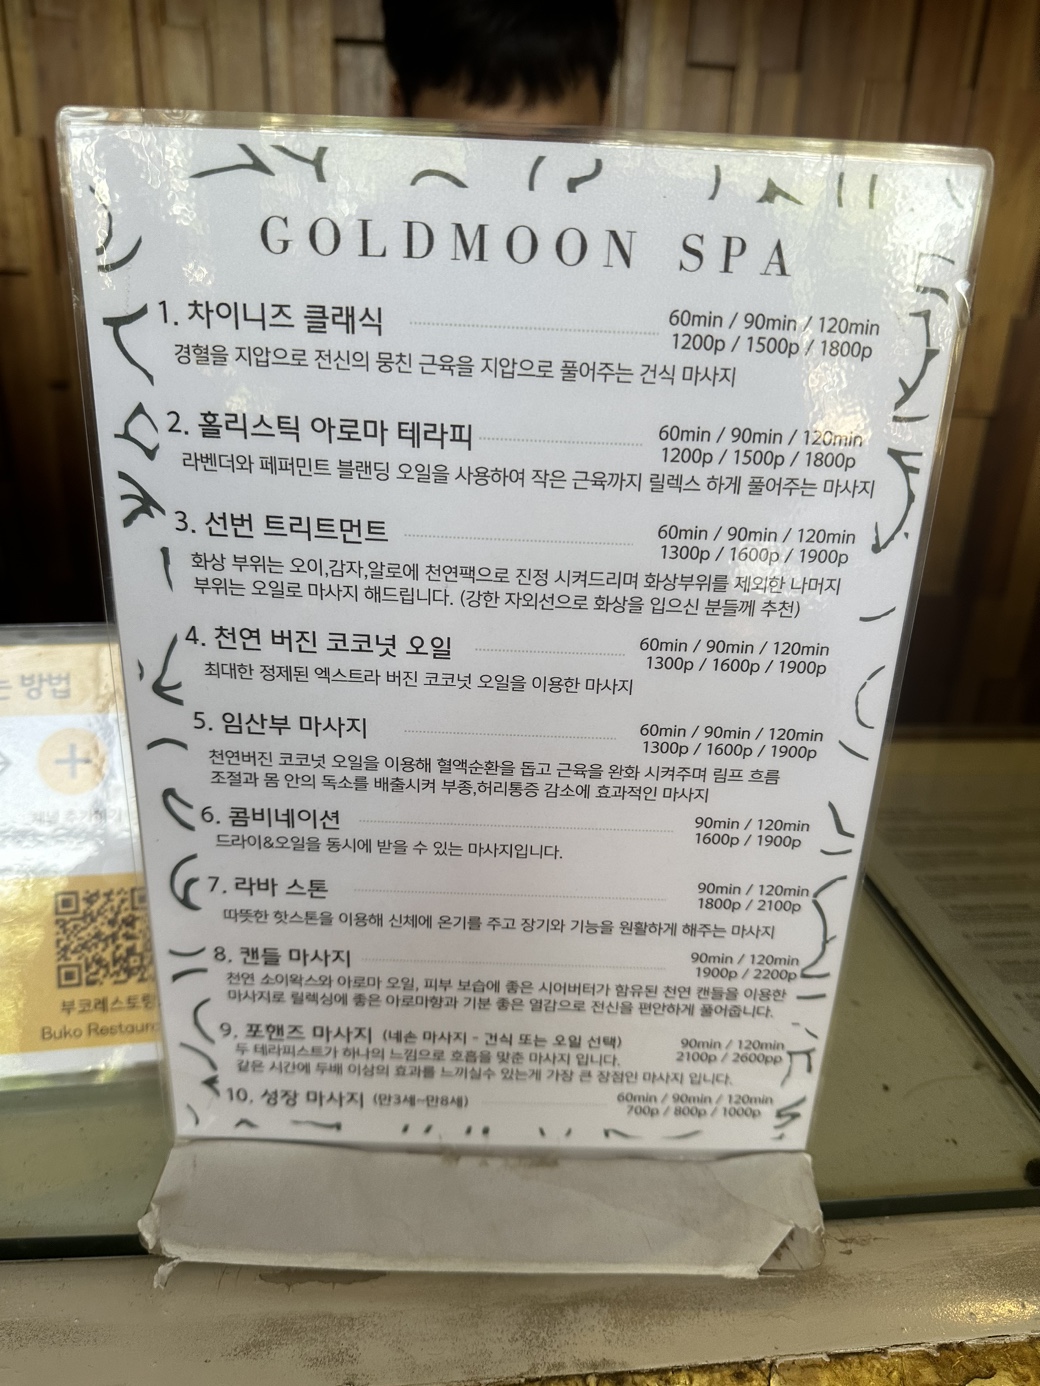 GOLDMOON SPA
1. 차이니즈 클래식 60min / 90min / 120min
1200p / 1500p / 1800p
경혈을 지압으로 전신의 뭉친 근육을 지압으로 풀어주는 건식 마사지
2. 홀리스틱 아로마 테라피 60min / 90min / 120min
1200p / 1500p / 1800p
라벤더와 페퍼민트 블랜딩 오일을 사용하여 작은 근육까지 릴렉스 하게 풀어주는 마사지
3. 선번 트리트먼트 60min / 90min / 120min
1300p / 1600p / 1900p
화상 부위는 오이,감자,알로에 천연팩으로 진정 시켜드리며 화상부위를 제외한 나머지
부위는 오일로 마사지 해드립니다. (강한 자외선으로 화상을 입으신 분들께 추천)
4. 천연 버진 코코넛 오일 60min / 90min / 120min
1300p / 1600p / 1900p
최대한 정제된 엑스트라 버진 코코넛 오일을 이용한 마사지
5. 임산부 마사지 60min / 90min / 120min
1300p / 1600p / 1900p
천연버진 코코넛 오일을 이용해 혈액순환을 돕고 근육을 완화 시켜주며 림프 흐름
조절과 몸 안의 독소를 배출시켜 부종,허리통증 감소에 효과적인 마사지
6. 콤비네이션 90min / 120min
1600p / 1900p
드라이&오일을 동시에 받을 수 있는 마사지입니다.
7. 라바 스톤 90min / 120min
1800p / 2100p
따뜻한 핫스톤을 이용해 신체에 온기를 주고 장기와 기능을 원활하게 해주는 마사지
8. 캔들 마사지 90min / 120min
1900p / 2200p
천연 소이왁스와 아로마 오일, 피부 보습에 좋은 시어버터가 함유된 천연 캔들을 이용한
마사지로 릴렉싱에 좋은 아로마향과 기분 좋은 열감으로 전신을 편안하게 풀어줍니다.
9. 포핸즈 마사지 (네손 마사지 - 건식 또는 오일 선택) 90min / 120min
2100p / 2600pp
두 테라피스트가 하나의 느낌으로 호흡을 맞춘 마사지 입니다.
같은 시간에 두배 이상의 효과를 느끼실수 있는게 가장 큰 장점인 마사지 입니다.
10. 성장 마사지 (만3세~만8세) 60min / 90min / 120min
700p / 800p / 1000p
는 방법
채널 추가하기
부코레스토랑
Buko Restaur